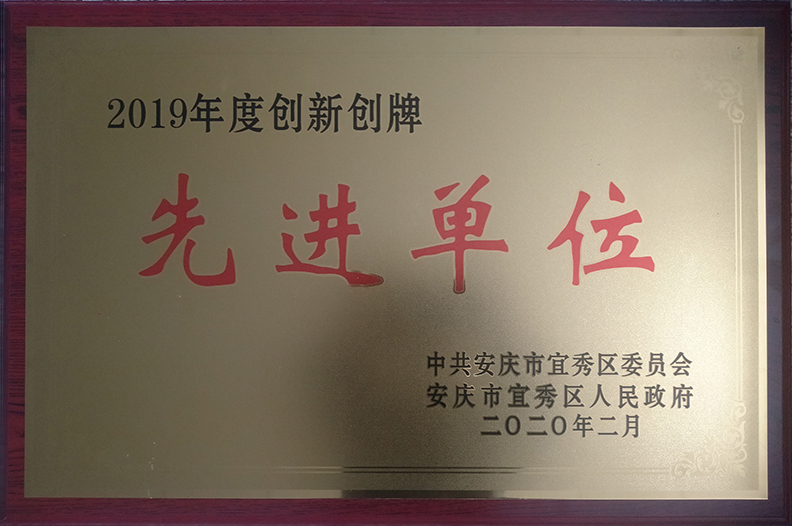 2019年度创新创牌
先进单位
中共安庆市宜秀区委员会
安庆市宜秀区人民政府
二〇二〇年二月